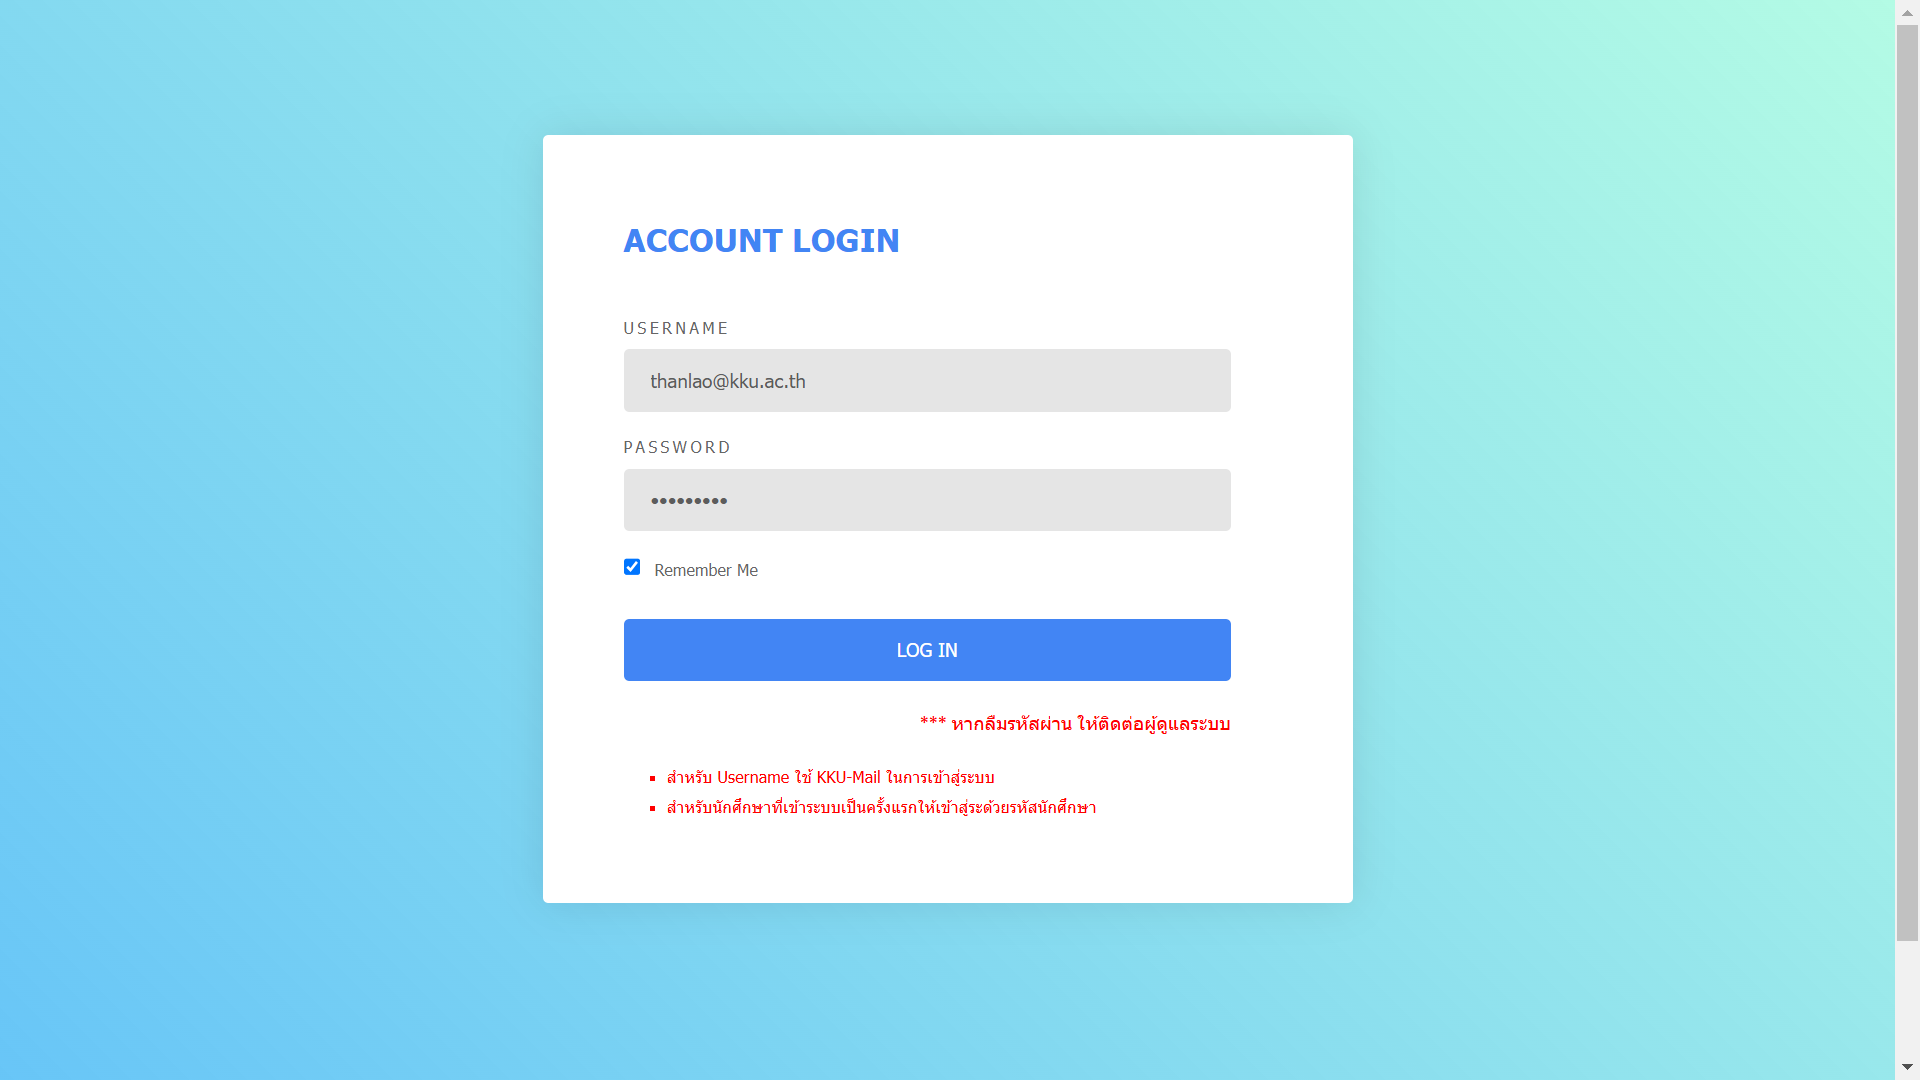 ACCOUNT LOGIN
USERNAME
thanlao@kku.ac.th
PASSWORD
•••••••••
Remember Me
LOG IN
*** หากลืมรหัสผ่าน ให้ติดต่อผู้ดูแลระบบ
สำหรับ Username ใช้ KKU-Mail ในการเข้าสู่ระบบ
สำหรับนักศึกษาที่เข้าระบบเป็นครั้งแรกให้เข้าสู่ระด้วยรหัสนักศึกษา